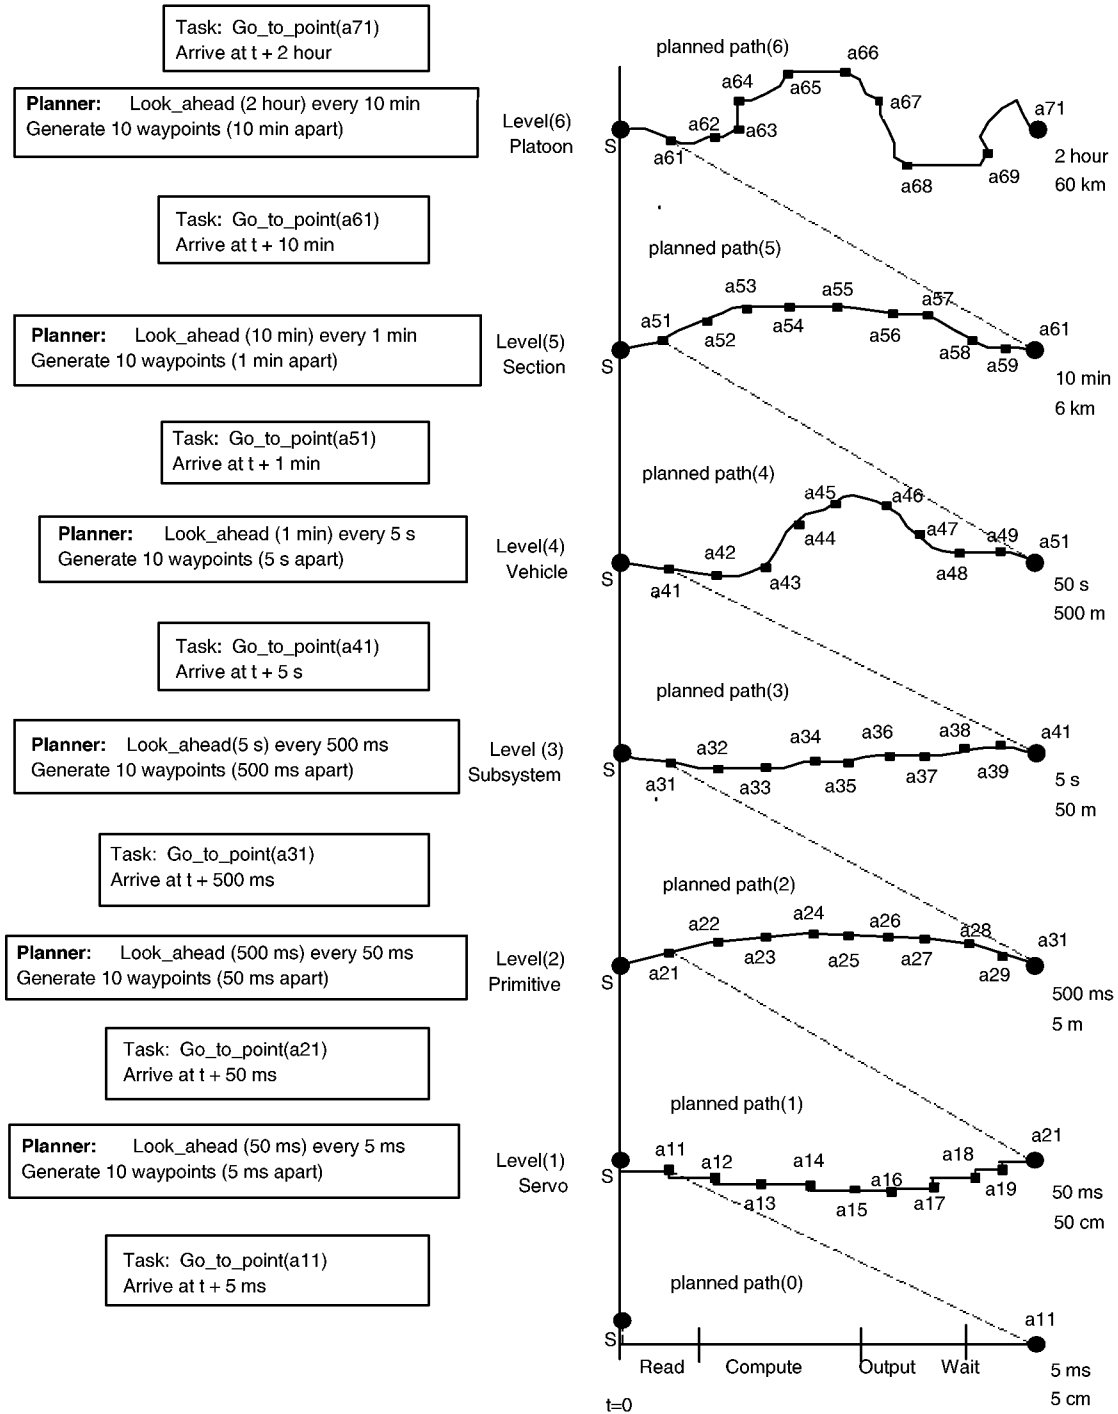 Task: Go_to_point(a71)
Arrive at t + 2 hour
Planner: Look_ahead (2 hour) every 10 min
Generate 10 waypoints (10 min apart)
Level(6)
Platoon
planned path(6)
S
a61
a62
a63
a64
a65
a66
a67
a68
a69
a71
2 hour
60 km
Task: Go_to_point(a61)
Arrive at t + 10 min
Planner: Look_ahead (10 min) every 1 min
Generate 10 waypoints (1 min apart)
Level(5)
Section
planned path(5)
S
a51
a52
a53
a54
a55
a56
a57
a58
a59
a61
10 min
6 km
Task: Go_to_point(a51)
Arrive at t + 1 min
Planner: Look_ahead (1 min) every 5 s
Generate 10 waypoints (5 s apart)
Level(4)
Vehicle
planned path(4)
S
a41
a42
a43
a44
a45
a46
a47
a48
a49
a51
50 s
500 m
Task: Go_to_point(a41)
Arrive at t + 5 s
Planner: Look_ahead(5 s) every 500 ms
Generate 10 waypoints (500 ms apart)
Level (3)
Subsystem
planned path(3)
S
a31
a32
a33
a34
a35
a36
a37
a38
a39
a41
5 s
50 m
Task: Go_to_point(a31)
Arrive at t + 500 ms
Planner: Look_ahead (500 ms) every 50 ms
Generate 10 waypoints (50 ms apart)
Level(2)
Primitive
planned path(2)
S
a21
a22
a23
a24
a25
a26
a27
a28
a29
a31
500 ms
5 m
Task: Go_to_point(a21)
Arrive at t + 50 ms
Planner: Look_ahead (50 ms) every 5 ms
Generate 10 waypoints (5 ms apart)
Level(1)
Servo
planned path(1)
S
a11
a12
a13
a14
a15
a16
a17
a18
a19
a21
50 ms
50 cm
Task: Go_to_point(a11)
Arrive at t + 5 ms
planned path(0)
S
a11
Read
Compute
Output
Wait
5 ms
5 cm
t=0